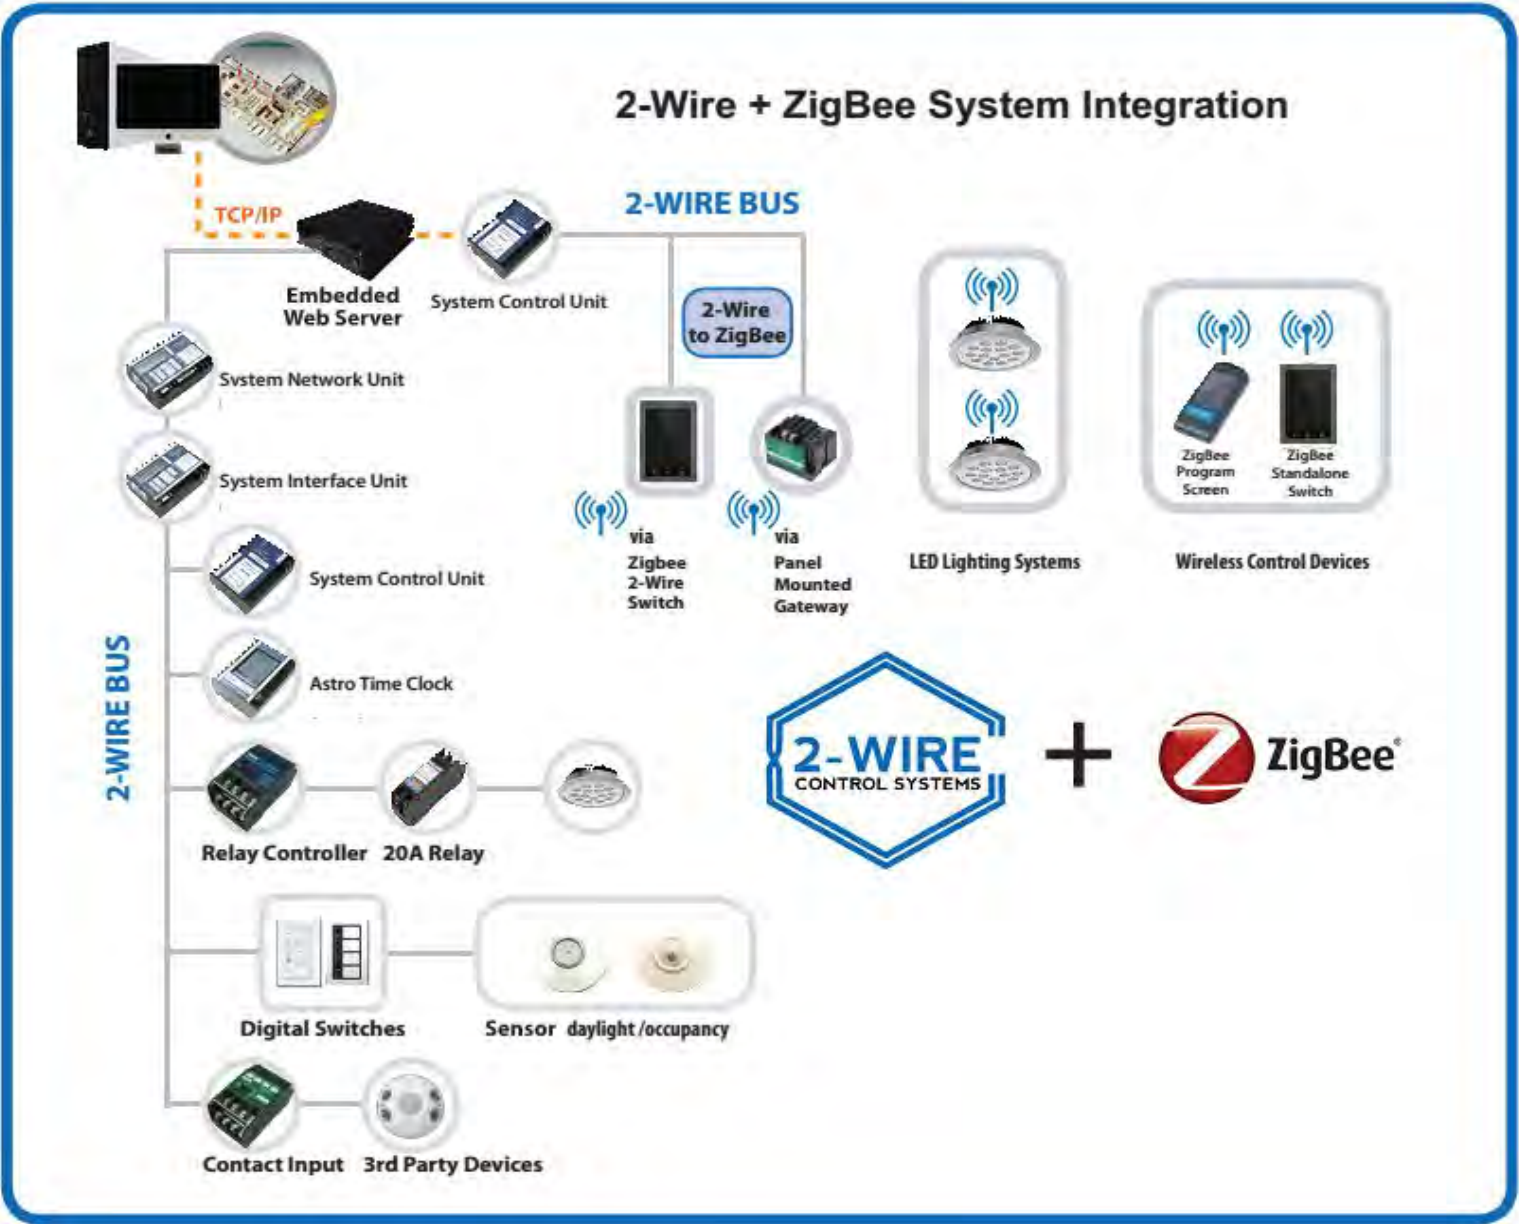 2-Wire + ZigBee System Integration
TCP/IP
2-WIRE BUS
Embedded
Web Server
System Control Unit
2-Wire
to ZigBee
System Network Unit
System Interface Unit
System Control Unit
Astro Time Clock
2-WIRE BUS
Relay Controller
20A Relay
Digital Switches
Sensor daylight /occupancy
Contact Input
3rd Party Devices
via
Zigbee
2-Wire
Switch
via
Panel
Mounted
Gateway
LED Lighting Systems
ZigBee
Program
Screen
ZigBee
Standalone
Switch
Wireless Control Devices
2-WIRE
CONTROL SYSTEMS
+
ZigBee®